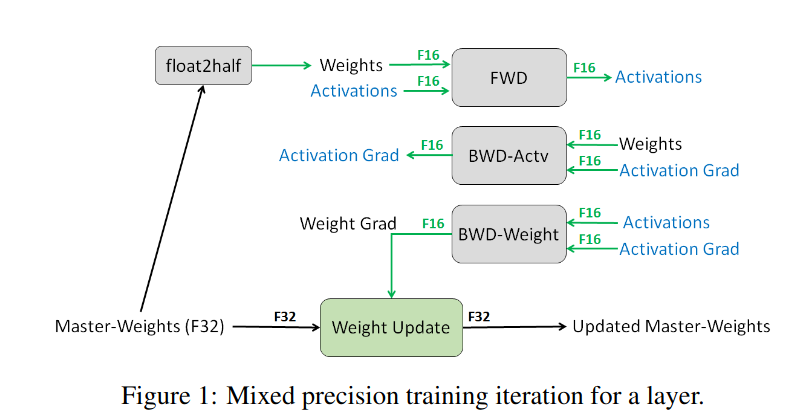 float2half
Weights
F16
Activations
F16
FWD
F16
Activations
Activation Grad
F16
BWD-Actv
F16
Weights
F16
Activation Grad
Weight Grad
F16
BWD-Weight
F16
Activations
F16
Activation Grad
Master-Weights (F32)
F32
Weight Update
F32
Updated Master-Weights
Figure 1: Mixed precision training iteration for a layer.